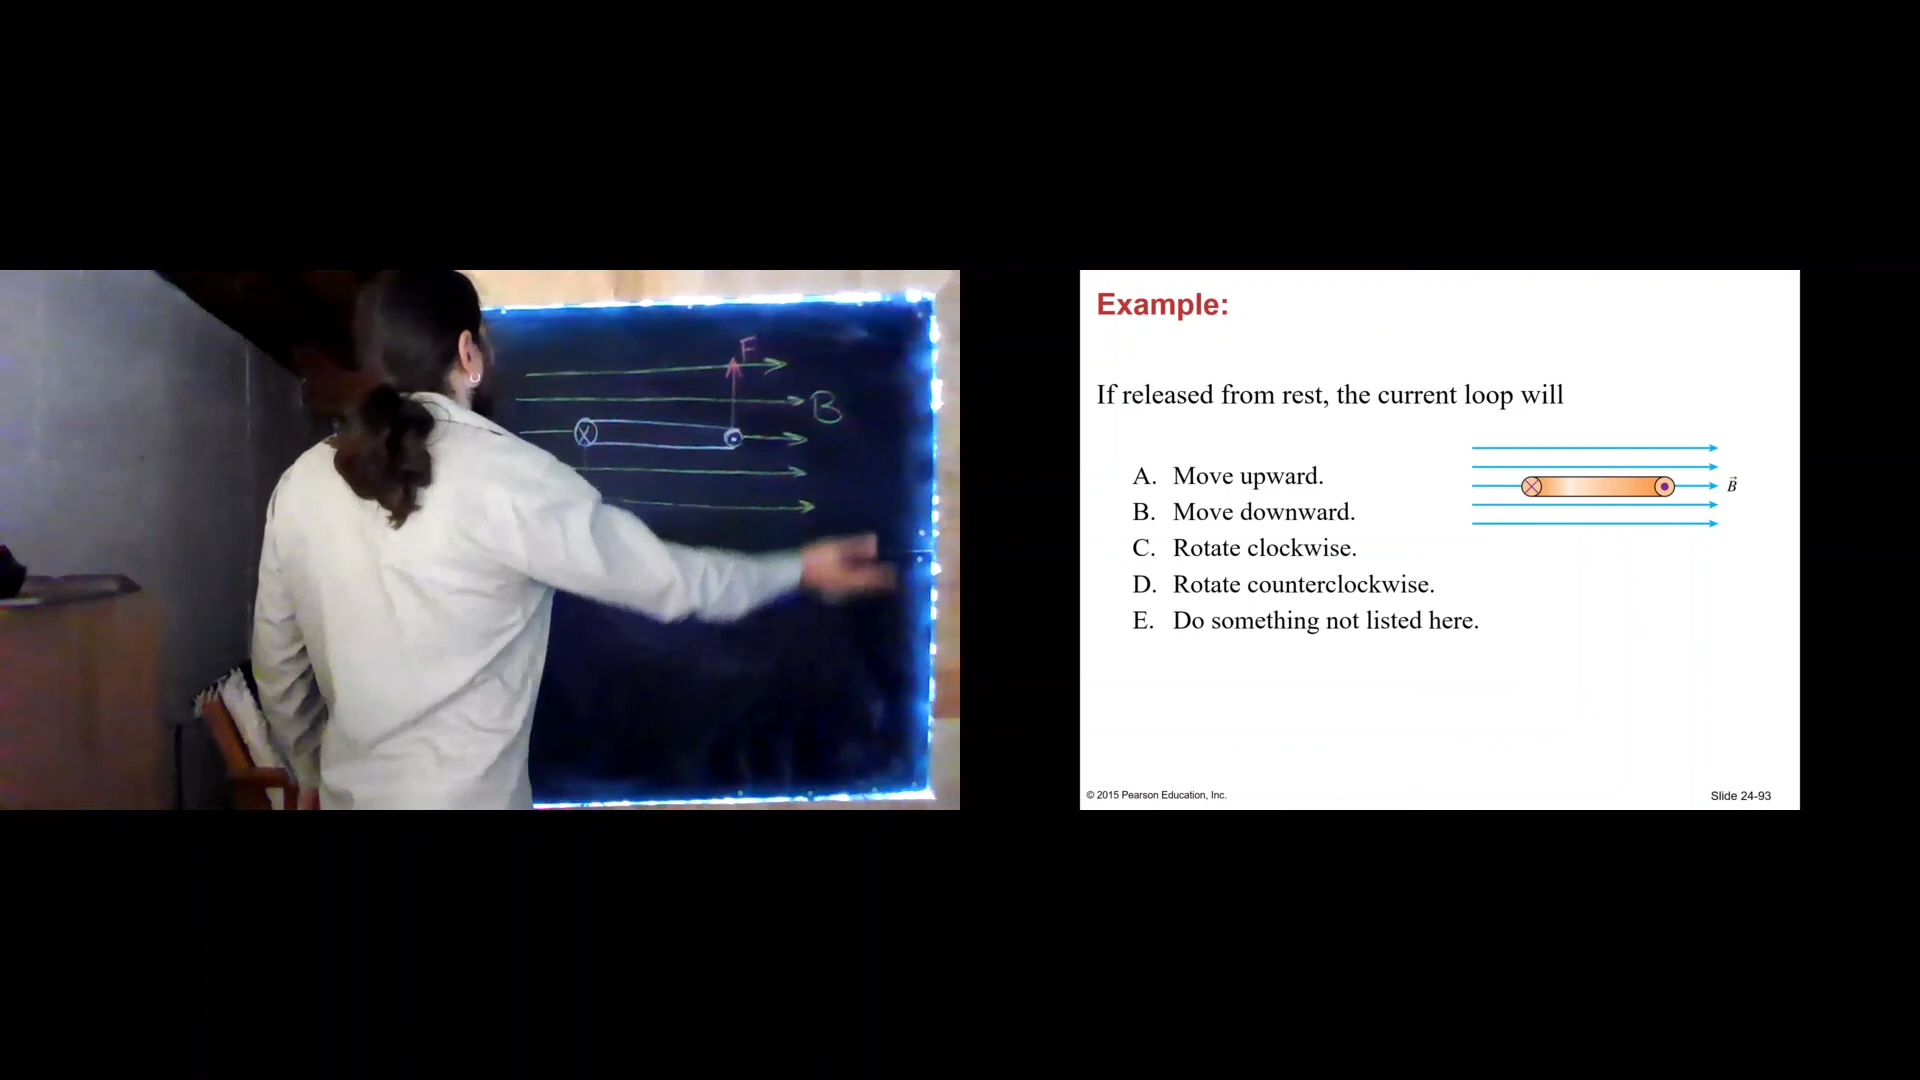 F
B
X
Example:
If released from rest, the current loop will
A. Move upward.
B. Move downward.
C. Rotate clockwise.
D. Rotate counterclockwise.
E. Do something not listed here.
B⃗
© 2015 Pearson Education, Inc.
Slide 24-93